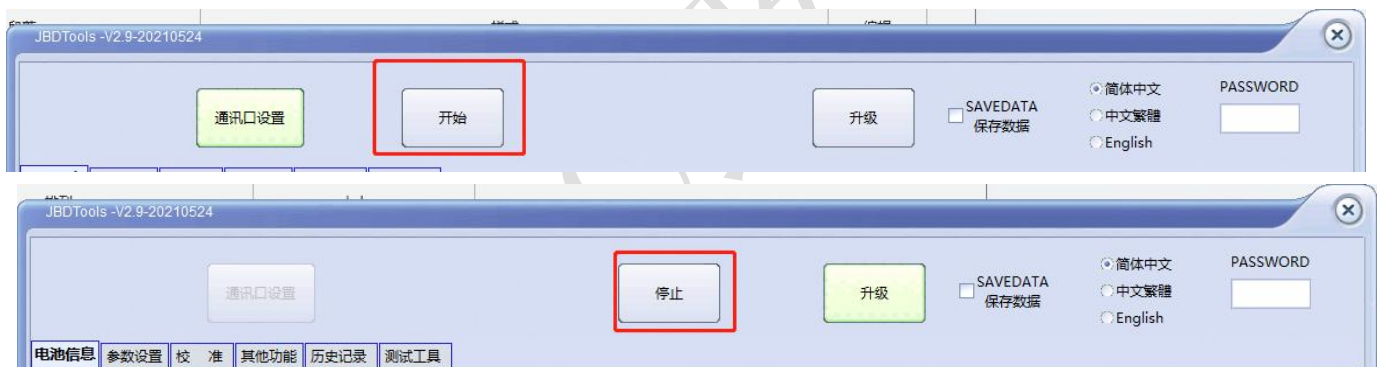 JBDTools -V2.9-20210524
通讯口设置
开始
升级
SAVEDATA
保存数据
简体中文
中文繁體
English
PASSWORD
JBDTools -V2.9-20210524
通讯口设置
停止
升级
SAVEDATA
保存数据
简体中文
中文繁體
English
PASSWORD
电池信息 参数设置 校 准 其他功能 历史记录 测试工具